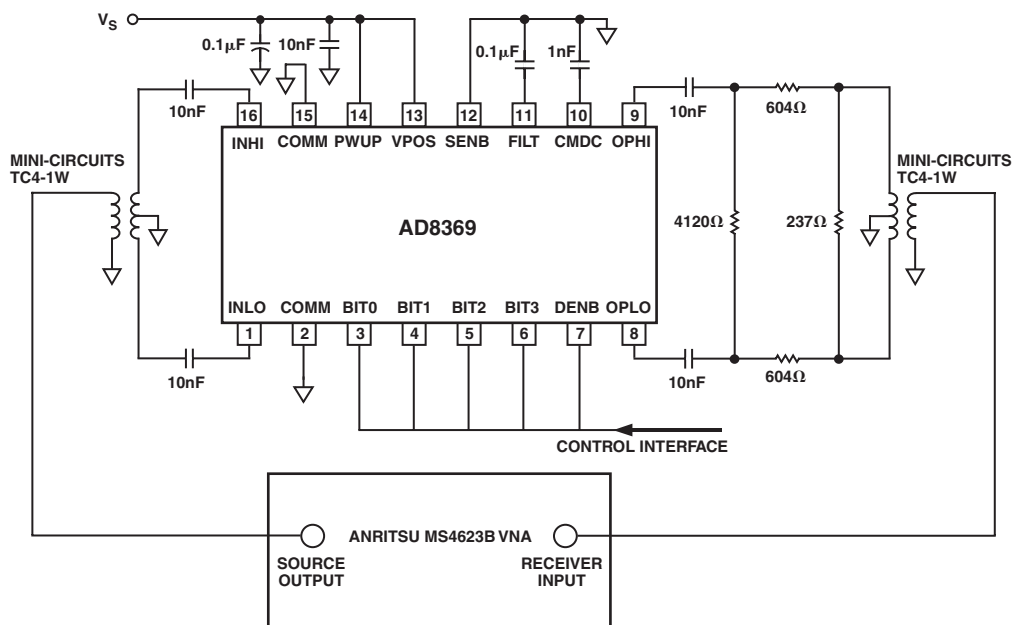 VS
0.1µF
10nF
0.1µF
1nF
10nF
10nF
604Ω
16
15
14
13
12
11
10
9
INHI
COMM
PWUP
VPOS
SENB
FILT
CMDC
OPHI
MINI-CIRCUITS
TC4-1W
MINI-CIRCUITS
TC4-1W
AD8369
4120Ω
237Ω
INLO
COMM
BIT0
BIT1
BIT2
BIT3
DENB
OPLO
1
2
3
4
5
6
7
8
10nF
10nF
604Ω
CONTROL INTERFACE
ANRITSU MS4623B VNA
SOURCE
OUTPUT
RECEIVER
INPUT